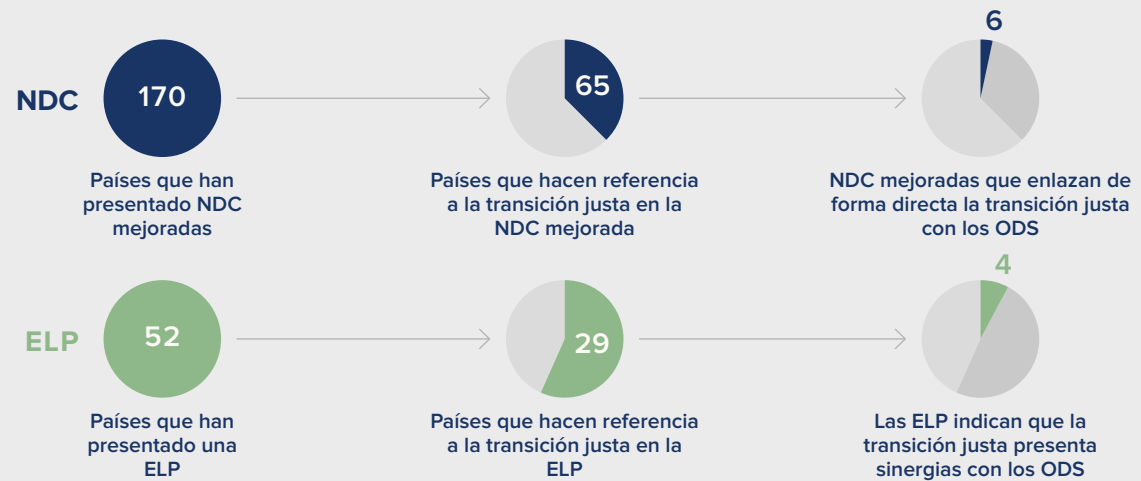 6
NDC
170
65
Países que han
presentado NDC
mejoradas
Países que hacen referencia
a la transición justa en la
NDC mejorada
NDC mejoradas que enlazan de
forma directa la transición justa
con los ODS
4
ELP
52
29
Países que han
presentado una
ELP
Países que hacen referencia
a la transición justa en la
ELP
Las ELP indican que la
transición justa presenta
sinergias con los ODS